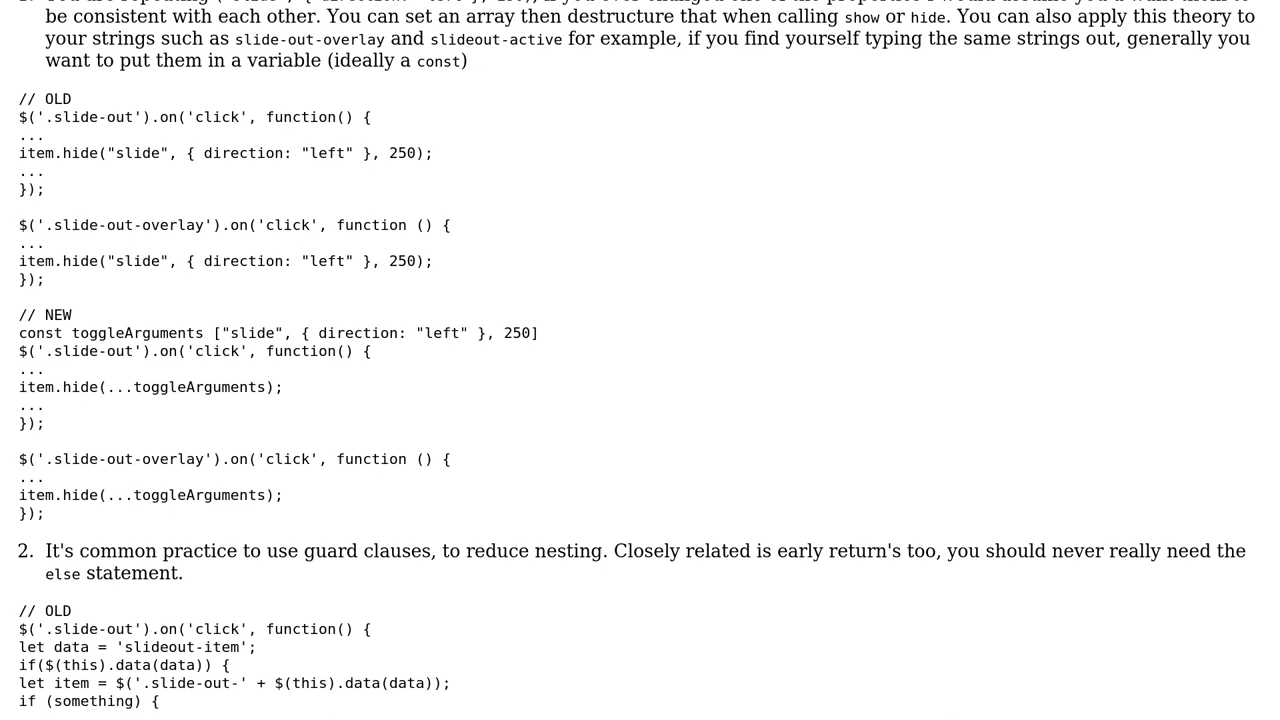 be consistent with each other. You can set an array then destructure that when calling show or hide. You can also apply this theory to
your strings such as slide-out-overlay and slideout-active for example, if you find yourself typing the same strings out, generally you
want to put them in a variable (ideally a const)
// OLD
$('.slide-out').on('click', function() {
...
item.hide("slide", { direction: "left" }, 250);
...
});
$('.slide-out-overlay').on('click', function () {
...
item.hide("slide", { direction: "left" }, 250);
});
// NEW
const toggleArguments ["slide", { direction: "left" }, 250]
$('.slide-out').on('click', function() {
...
item.hide(...toggleArguments);
...
});
$('.slide-out-overlay').on('click', function () {
...
item.hide(...toggleArguments);
});
2. It's common practice to use guard clauses, to reduce nesting. Closely related is early return's too, you should never really need the
else statement.
// OLD
$('.slide-out').on('click', function() {
let data = 'slideout-item';
if($(this).data(data)) {
let item = $('.slide-out-' + $(this).data(data));
if (something) {